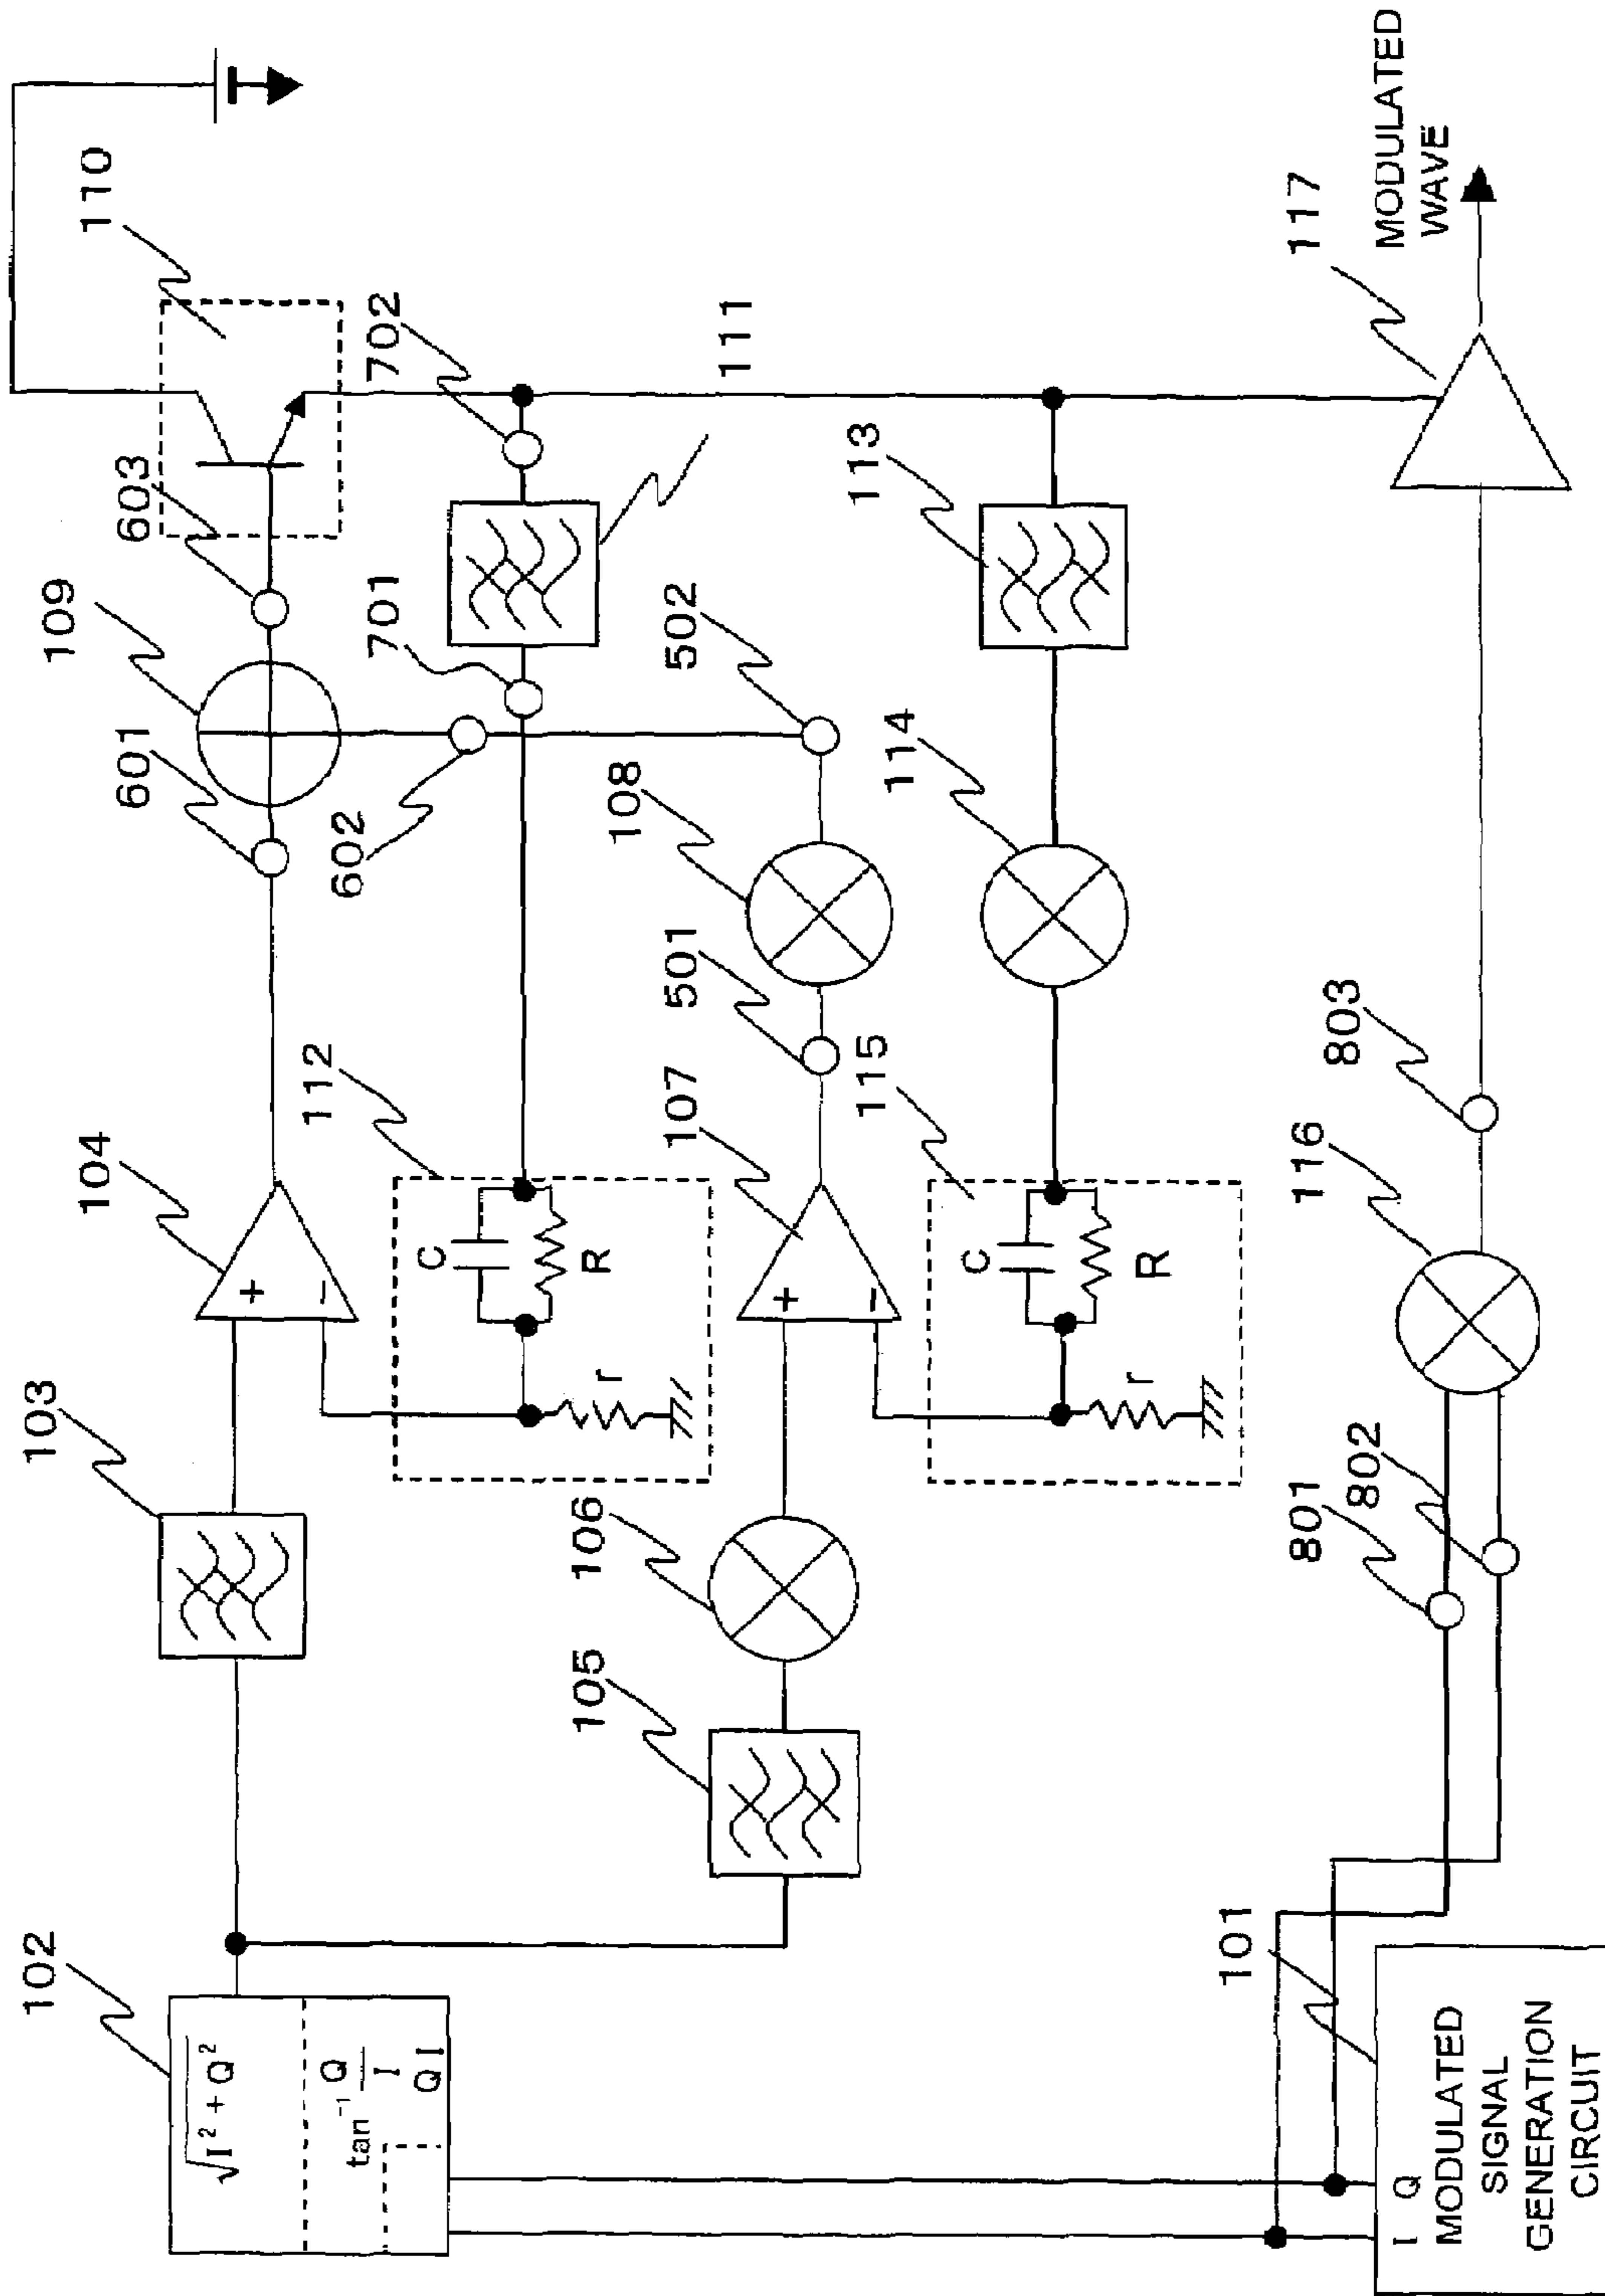 110
MODULATED
WAVE
117
702
111
603
109
701
113
601
602
502
108
114
501
115
112
107
104
803
116
C
R
r
+
−
C
R
r
+
−
103
106
105
801
802
102
√I² + Q²
tan⁻¹ Q
I
Q I
101
I Q
MODULATED
SIGNAL
GENERATION
CIRCUIT